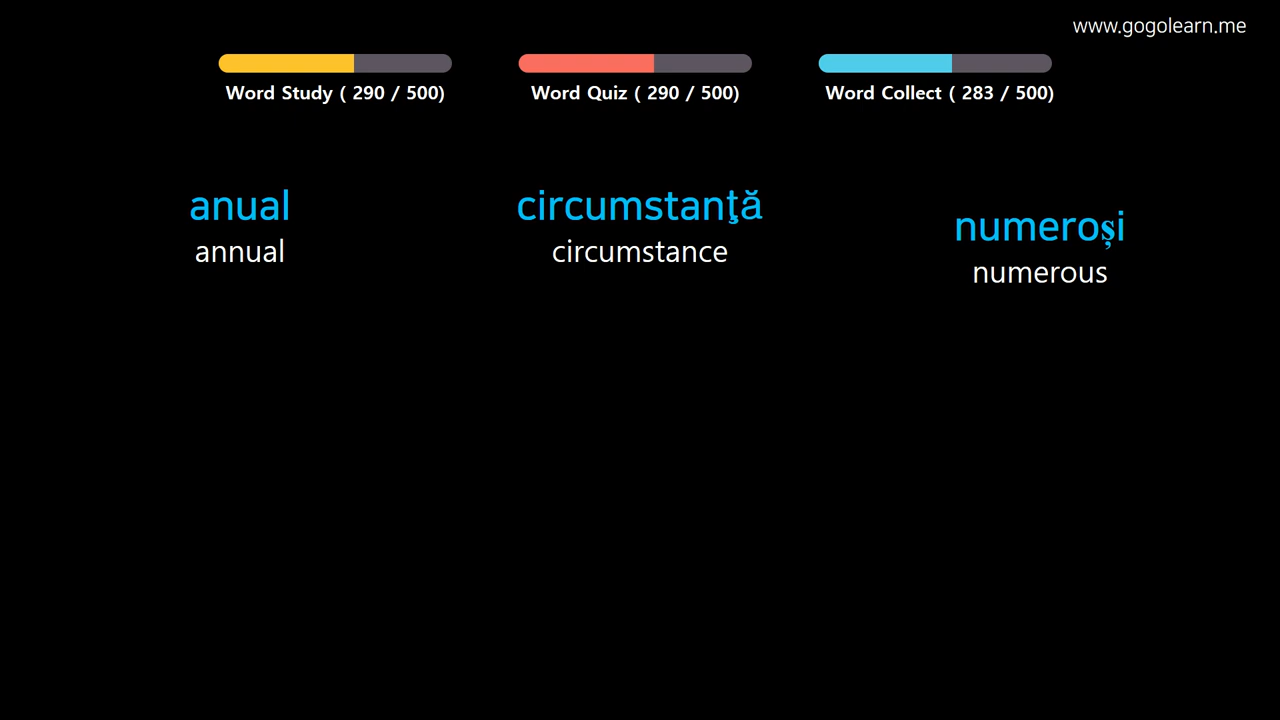 www.gogolearn.me
Word Study ( 290 / 500)
Word Quiz ( 290 / 500)
Word Collect ( 283 / 500)
anual
annual
circumstanţă
circumstance
numeroși
numerous